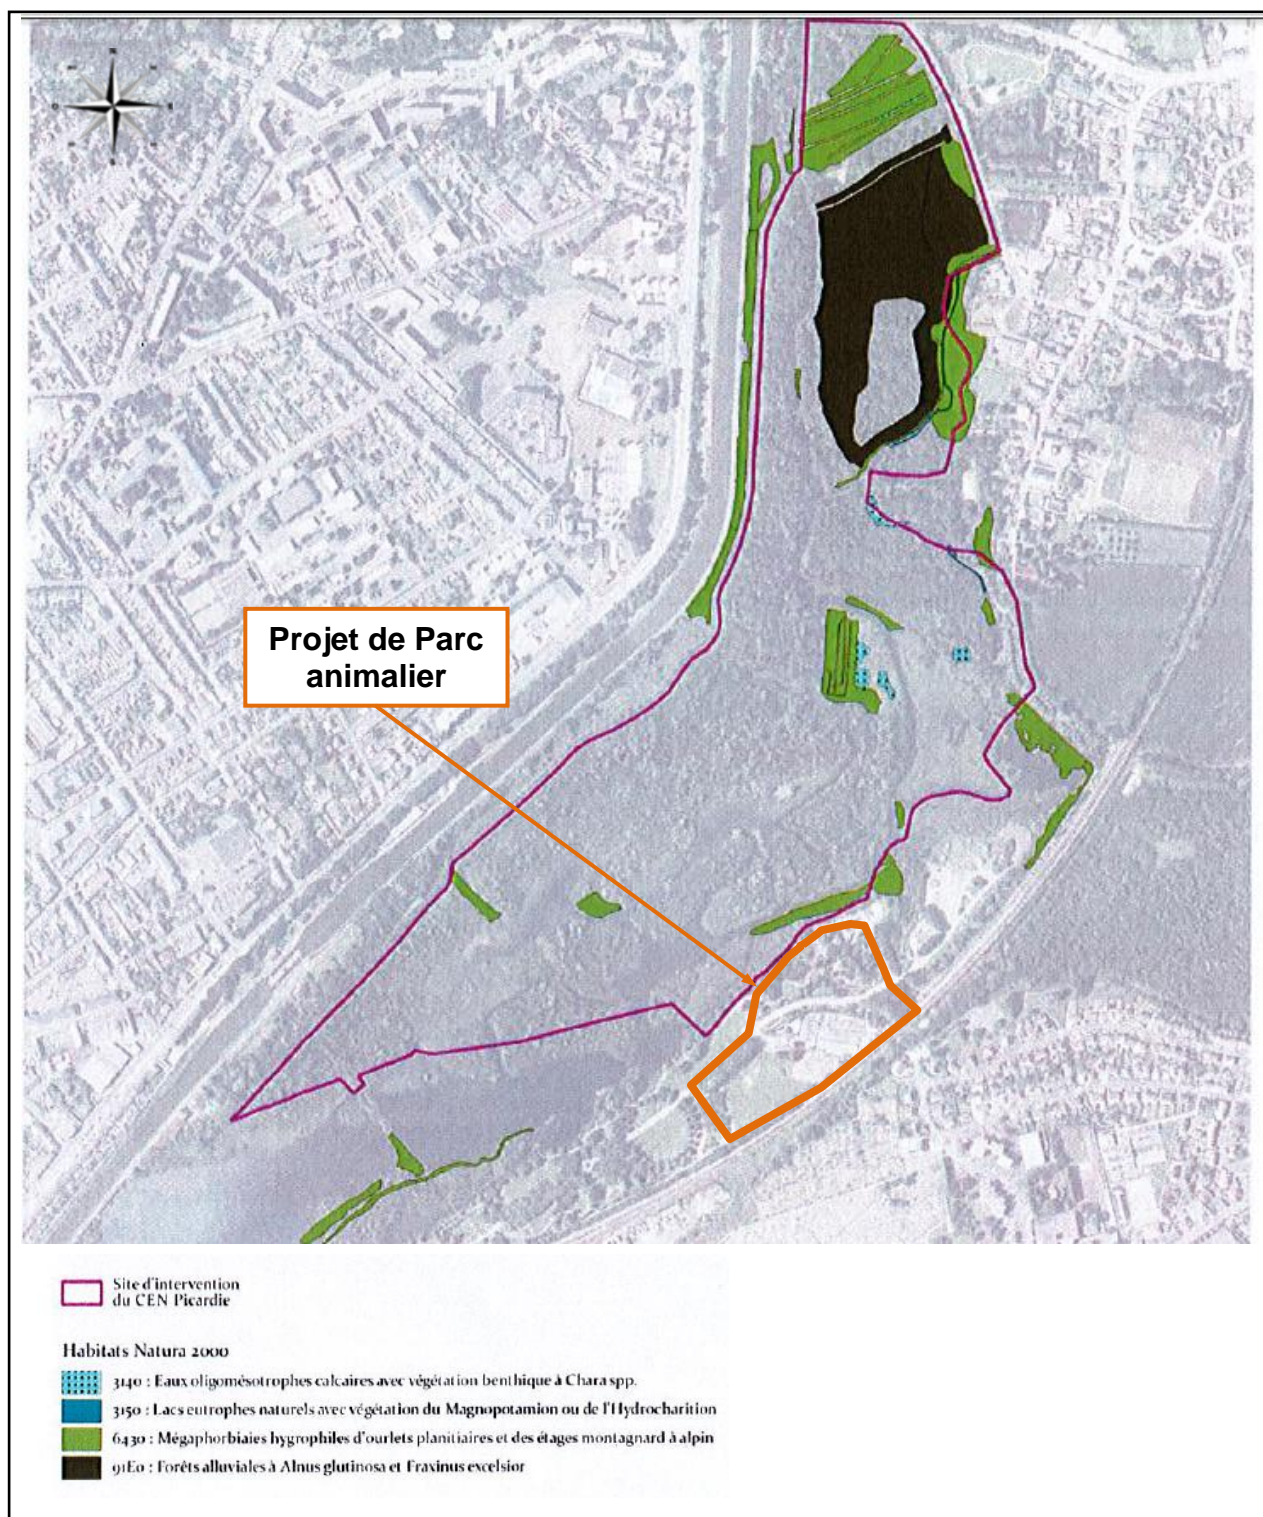 Projet de Parc
animalier
Site d'intervention
du CEN Picardie
Habitats Natura 2000
3140 : Eaux oligomésotrophes calcaires avec végétation benthique à Chara spp.
3150 : Lacs eutrophes naturels avec végétation du Magnopotamion ou de l'Hydrocharition
6430 : Mégaphorbiaies hygrophiles d'ourlets planitiaires et des étages montagnard à alpin
91E0 : Forêts alluviales à Alnus glutinosa et Fraxinus excelsior